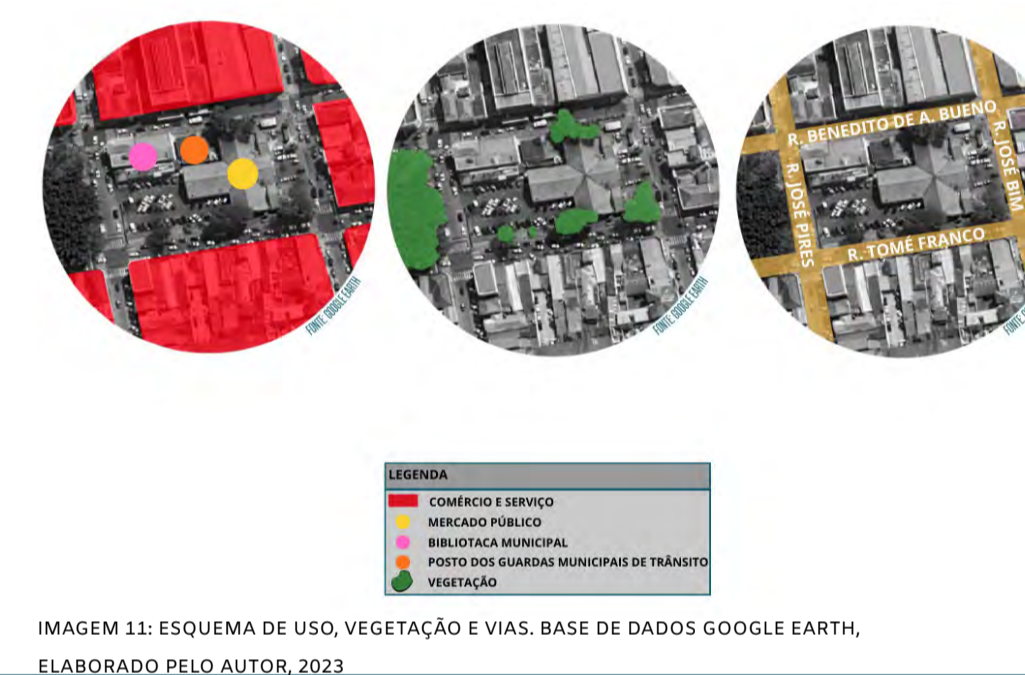 FONTE: GOOGLE EARTH
FONTE: GOOGLE EARTH
R. BENEDITO DE A. BUENO
R. JOSÉ BIM
R. JOSÉ PIRES
R. TOMÉ FRANCO
FONTE:
LEGENDA
COMÉRCIO E SERVIÇO
MERCADO PÚBLICO
BIBLIOTACA MUNICIPAL
POSTO DOS GUARDAS MUNICIPAIS DE TRÂNSITO
VEGETAÇÃO
IMAGEM 11: ESQUEMA DE USO, VEGETAÇÃO E VIAS. BASE DE DADOS GOOGLE EARTH,
ELABORADO PELO AUTOR, 2023